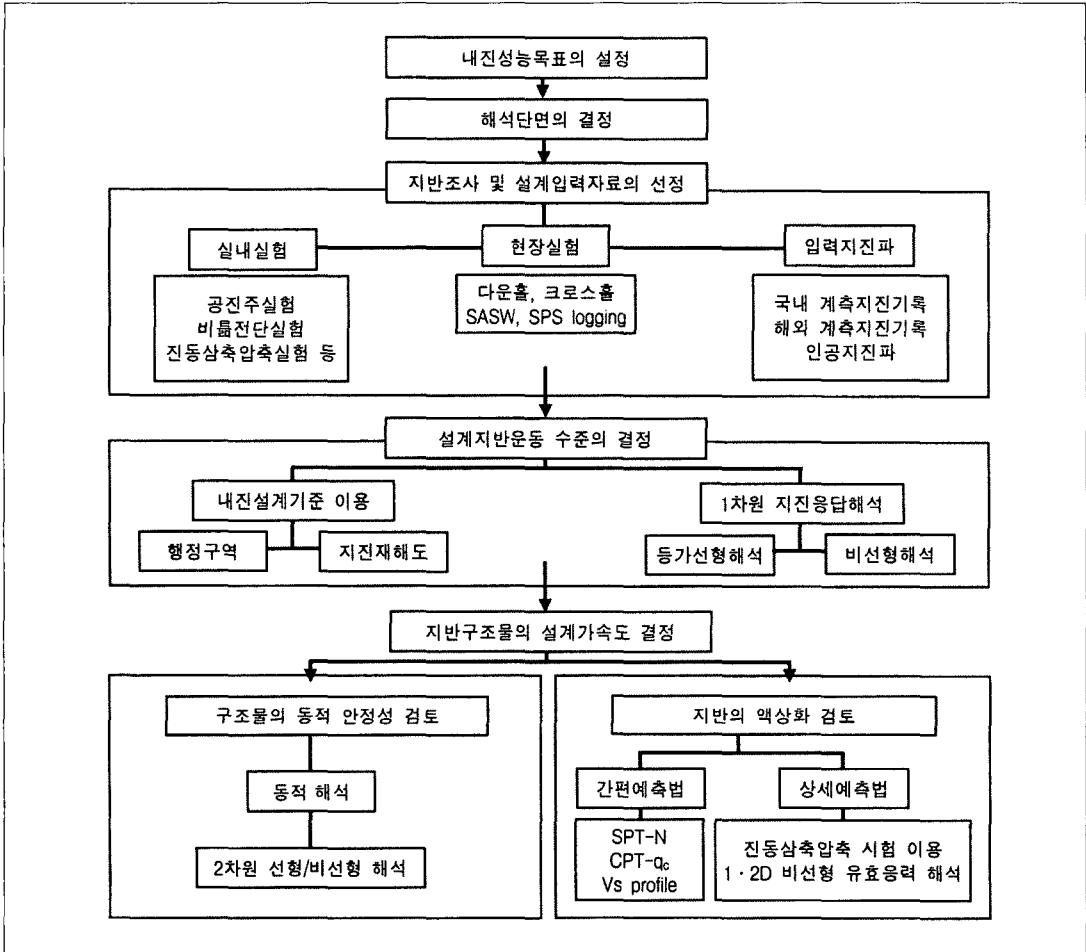 내진성능목표의 설정
해석단면의 결정
지반조사 및 설계입력자료의 선정
실내실험
현장실험
입력지진파
공진주실험
비틂전단실험
진동삼축압축실험 등
다운홀, 크로스홀
SASW, SPS logging
국내 계측지진기록
해외 계측지진기록
인공지진파
설계지반운동 수준의 결정
내진설계기준 이용
1차원 지진응답해석
행정구역
지진재해도
등가선형해석
비선형해석
지반구조물의 설계가속도 결정
구조물의 동적 안정성 검토
동적 해석
2차원 선형/비선형 해석
지반의 액상화 검토
간편예측법
상세예측법
SPT-N
CPT-qc
Vs profile
진동삼축압축 시험 이용
1 · 2D 비선형 유효응력 해석